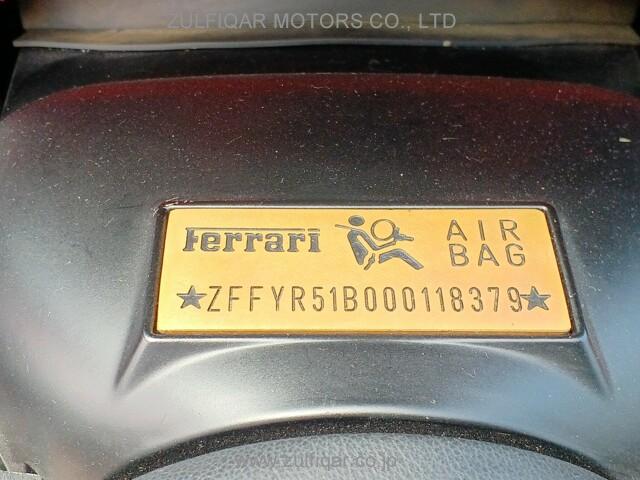 ZULFIQAR MOTORS CO., LTD
Ferrari AIR BAG
★ZFFYR51B000118379★
www.zulfiqar.co.jp